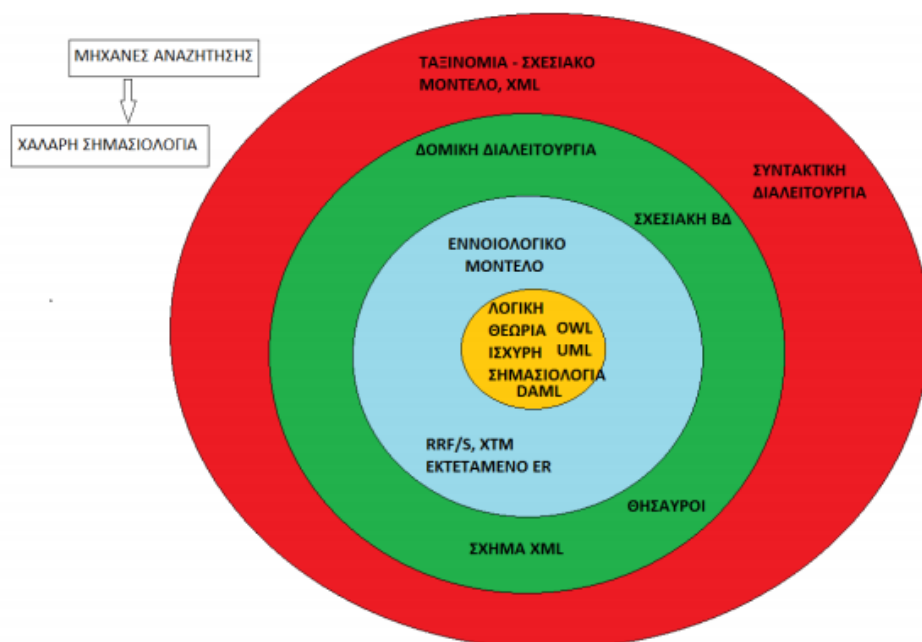 ΜΗΧΑΝΕΣ ΑΝΑΖΗΤΗΣΗΣ
ΧΑΛΑΡΗ ΣΗΜΑΣΙΟΛΟΓΙΑ
ΤΑΞΙΝΟΜΙΑ - ΣΧΕΣΙΑΚΟ
ΜΟΝΤΕΛΟ, XML
ΣΥΝΤΑΚΤΙΚΗ
ΔΙΑΛΕΙΤΟΥΡΓΙΑ
ΔΟΜΙΚΗ ΔΙΑΛΕΙΤΟΥΡΓΙΑ
ΣΧΕΣΙΑΚΗ ΒΔ
ΕΝΝΟΙΟΛΟΓΙΚΟ
ΜΟΝΤΕΛΟ
ΛΟΓΙΚΗ
ΘΕΩΡΙΑ OWL
ΙΣΧΥΡΗ UML
ΣΗΜΑΣΙΟΛΟΓΙΑ
DAML
RRF/S, XTM
ΕΚΤΕΤΑΜΕΝΟ ER
ΘΗΣΑΥΡΟΙ
ΣΧΗΜΑ XML